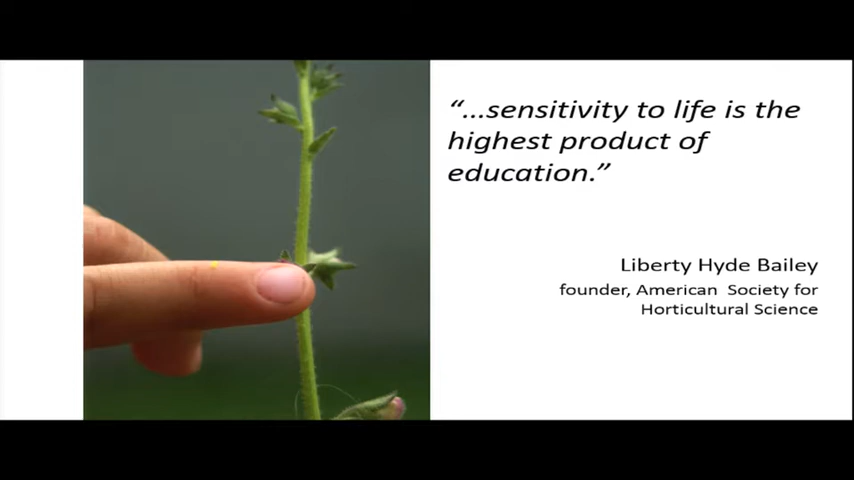 “...sensitivity to life is the
highest product of
education.”
Liberty Hyde Bailey
founder, American Society for
Horticultural Science